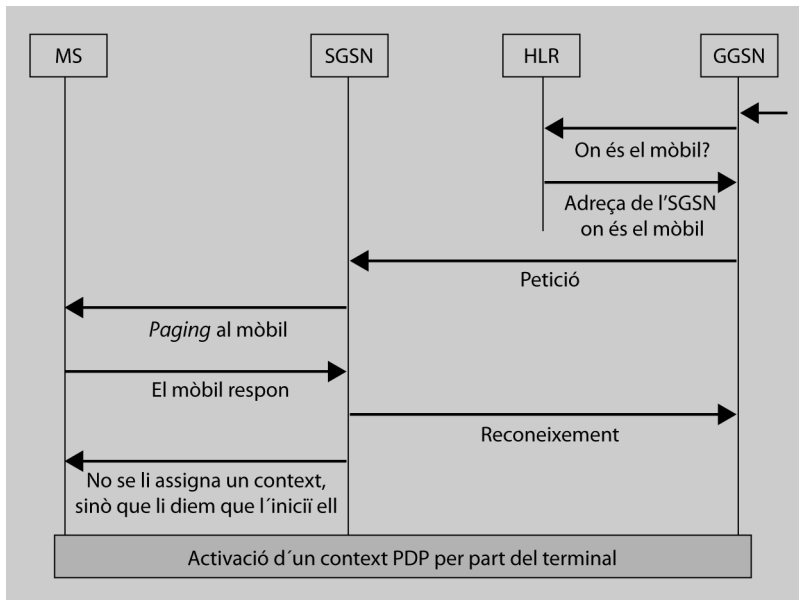 MS
SGSN
HLR
GGSN
On és el mòbil?
Adreça de l'SGSN
on és el mòbil
Petició
Paging al mòbil
El mòbil respon
Reconeixement
No se li assigna un context,
sinò que li diem que l´iniciï ell
Activació d´un context PDP per part del terminal